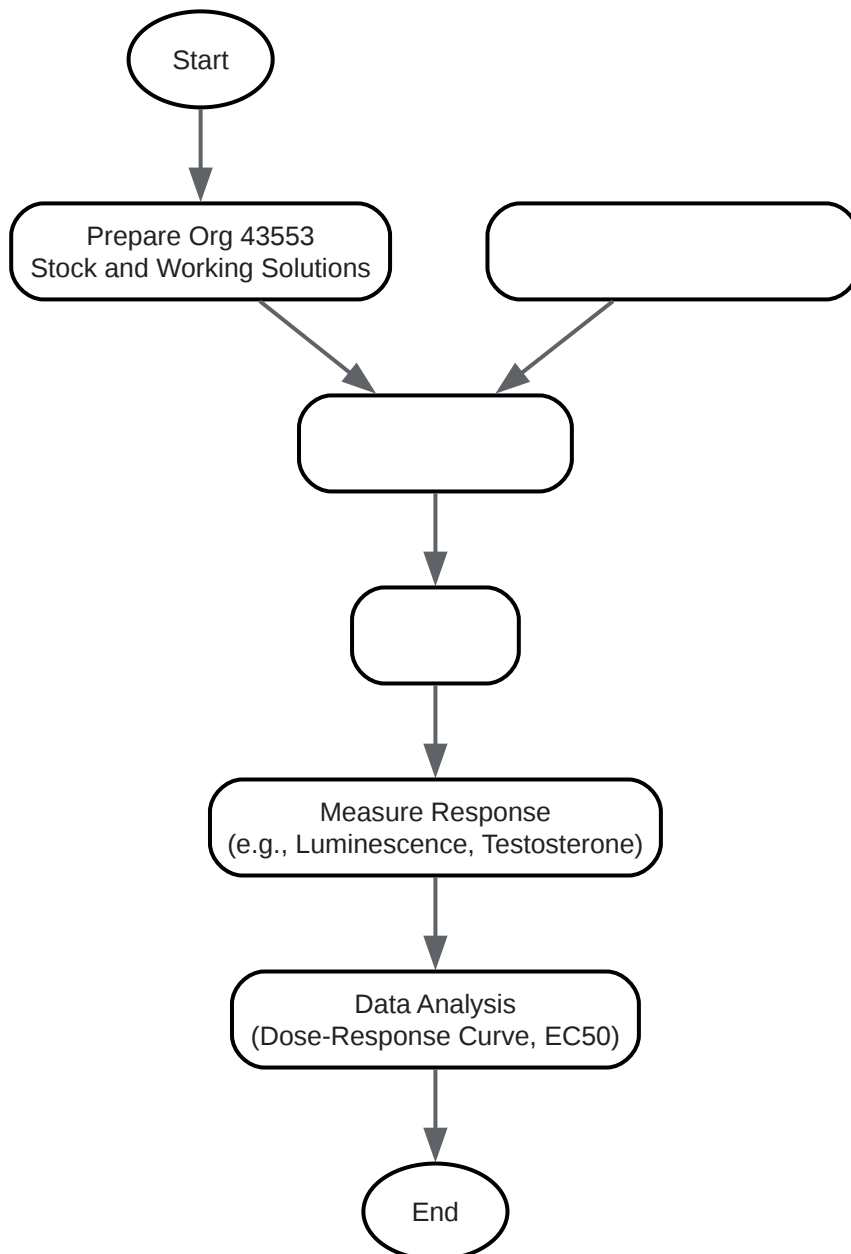 Start
Prepare Org 43553
Stock and Working Solutions
Measure Response
(e.g., Luminescence, Testosterone)
Data Analysis
(Dose-Response Curve, EC50)
End